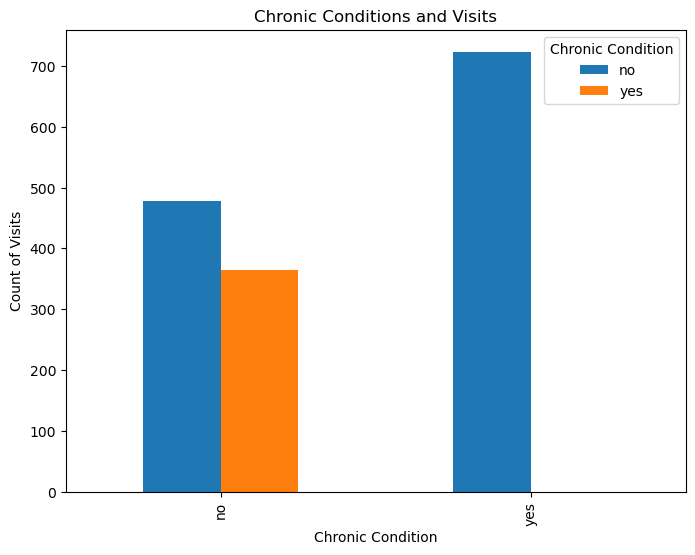 Chronic Conditions and Visits
Chronic Condition
no
yes
700
600
500
400
300
200
100
0
Count of Visits
no
yes
Chronic Condition